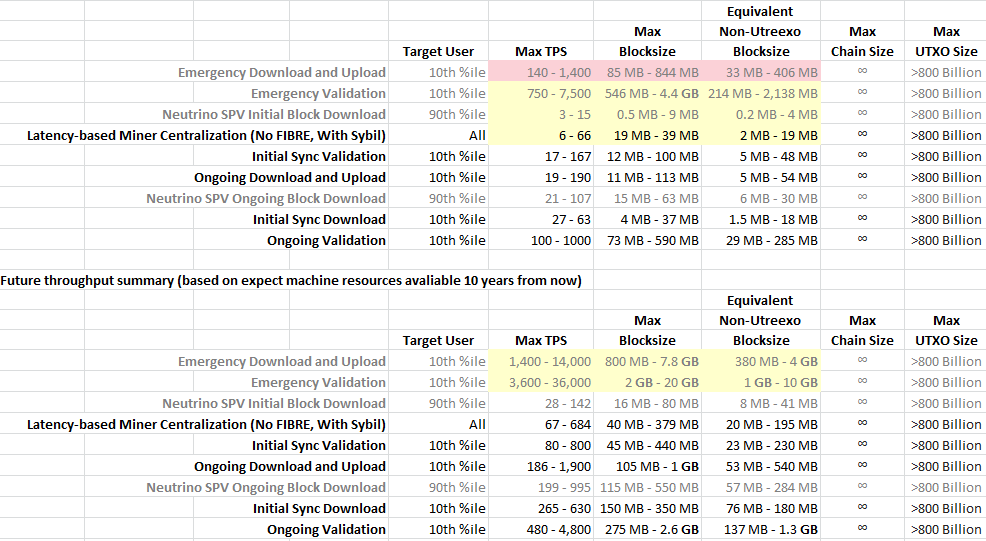 Equivalent
Max Non-Utreexo Max Max
Target User Max TPS Blocksize Blocksize Chain Size UTXO Size
Emergency Download and Upload 10th %ile 140 - 1,400 85 MB - 844 MB 33 MB - 406 MB ∞ >800 Billion
Emergency Validation 10th %ile 750 - 7,500 546 MB - 4.4 GB 214 MB - 2,138 MB ∞ >800 Billion
Neutrino SPV Initial Block Download 90th %ile 3 - 15 0.5 MB - 9 MB 0.2 MB - 4 MB ∞ >800 Billion
Latency-based Miner Centralization (No FIBRE, With Sybil) All 6 - 66 19 MB - 39 MB 2 MB - 19 MB ∞ >800 Billion
Initial Sync Validation 10th %ile 17 - 167 12 MB - 100 MB 5 MB - 48 MB ∞ >800 Billion
Ongoing Download and Upload 10th %ile 19 - 190 11 MB - 113 MB 5 MB - 54 MB ∞ >800 Billion
Neutrino SPV Ongoing Block Download 90th %ile 21 - 107 15 MB - 63 MB 6 MB - 30 MB ∞ >800 Billion
Initial Sync Download 10th %ile 27 - 63 4 MB - 37 MB 1.5 MB - 18 MB ∞ >800 Billion
Ongoing Validation 10th %ile 100 - 1000 73 MB - 590 MB 29 MB - 285 MB ∞ >800 Billion
Future throughput summary (based on expect machine resources avaliable 10 years from now)
Equivalent
Max Non-Utreexo Max Max
Target User Max TPS Blocksize Blocksize Chain Size UTXO Size
Emergency Download and Upload 10th %ile 1,400 - 14,000 800 MB - 7.8 GB 380 MB - 4 GB ∞ >800 Billion
Emergency Validation 10th %ile 3,600 - 36,000 2 GB - 20 GB 1 GB - 10 GB ∞ >800 Billion
Neutrino SPV Initial Block Download 90th %ile 28 - 142 16 MB - 80 MB 8 MB - 41 MB ∞ >800 Billion
Latency-based Miner Centralization (No FIBRE, With Sybil) All 67 - 684 40 MB - 379 MB 20 MB - 195 MB ∞ >800 Billion
Initial Sync Validation 10th %ile 80 - 800 45 MB - 440 MB 23 MB - 230 MB ∞ >800 Billion
Ongoing Download and Upload 10th %ile 186 - 1,900 105 MB - 1 GB 53 MB - 540 MB ∞ >800 Billion
Neutrino SPV Ongoing Block Download 90th %ile 199 - 995 115 MB - 550 MB 57 MB - 284 MB ∞ >800 Billion
Initial Sync Download 10th %ile 265 - 630 150 MB - 350 MB 76 MB - 180 MB ∞ >800 Billion
Ongoing Validation 10th %ile 480 - 4,800 275 MB - 2.6 GB 137 MB - 1.3 GB ∞ >800 Billion